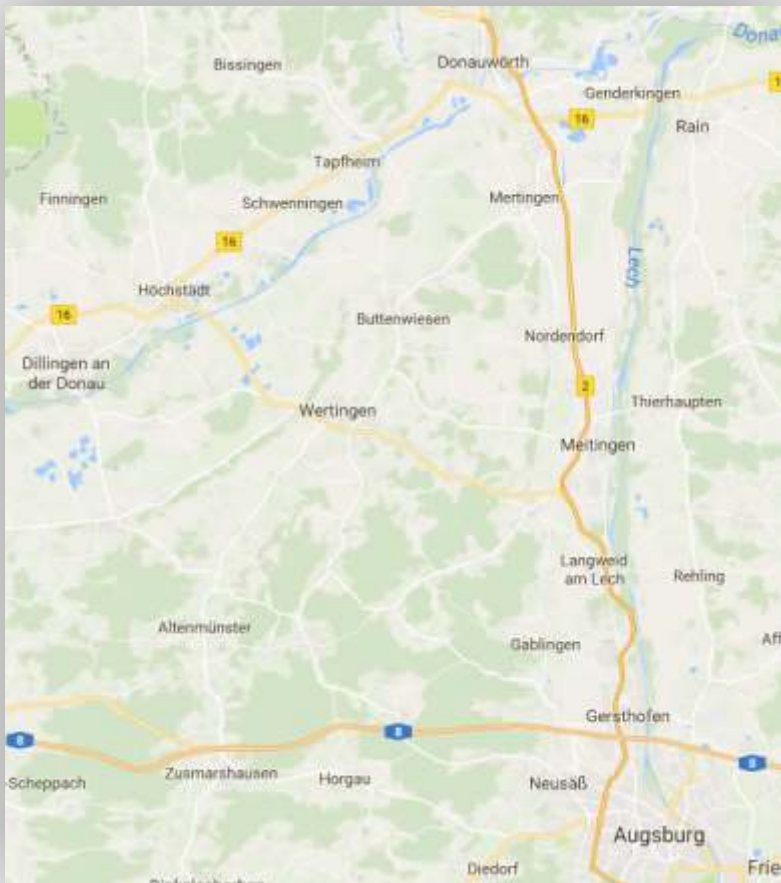 Donau
Bissingen
Donauwörth
Genderkingen
16
Rain
Tapfheim
Finningen
Schwenningen
Mertingen
16
Lech
Höchstädt
16
Buttenwiesen
Nordendorf
Dillingen an
der Donau
2
Wertingen
Thierhaupten
Meitingen
Langweid
am Lech
Rehling
Altenmünster
Gablingen
Aff
Gersthofen
8
8
8
-Scheppach
Zusmarshausen
Horgau
Neusäß
Augsburg
Diedorf
Frie